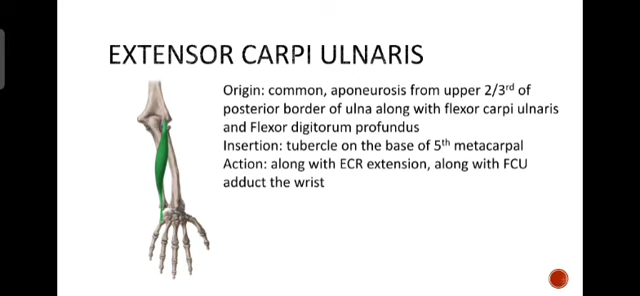 EXTENSOR CARPI ULNARIS
Origin: common, aponeurosis from upper 2/3rd of
posterior border of ulna along with flexor carpi ulnaris
and Flexor digitorum profundus
Insertion: tubercle on the base of 5th metacarpal
Action: along with ECR extension, along with FCU
adduct the wrist